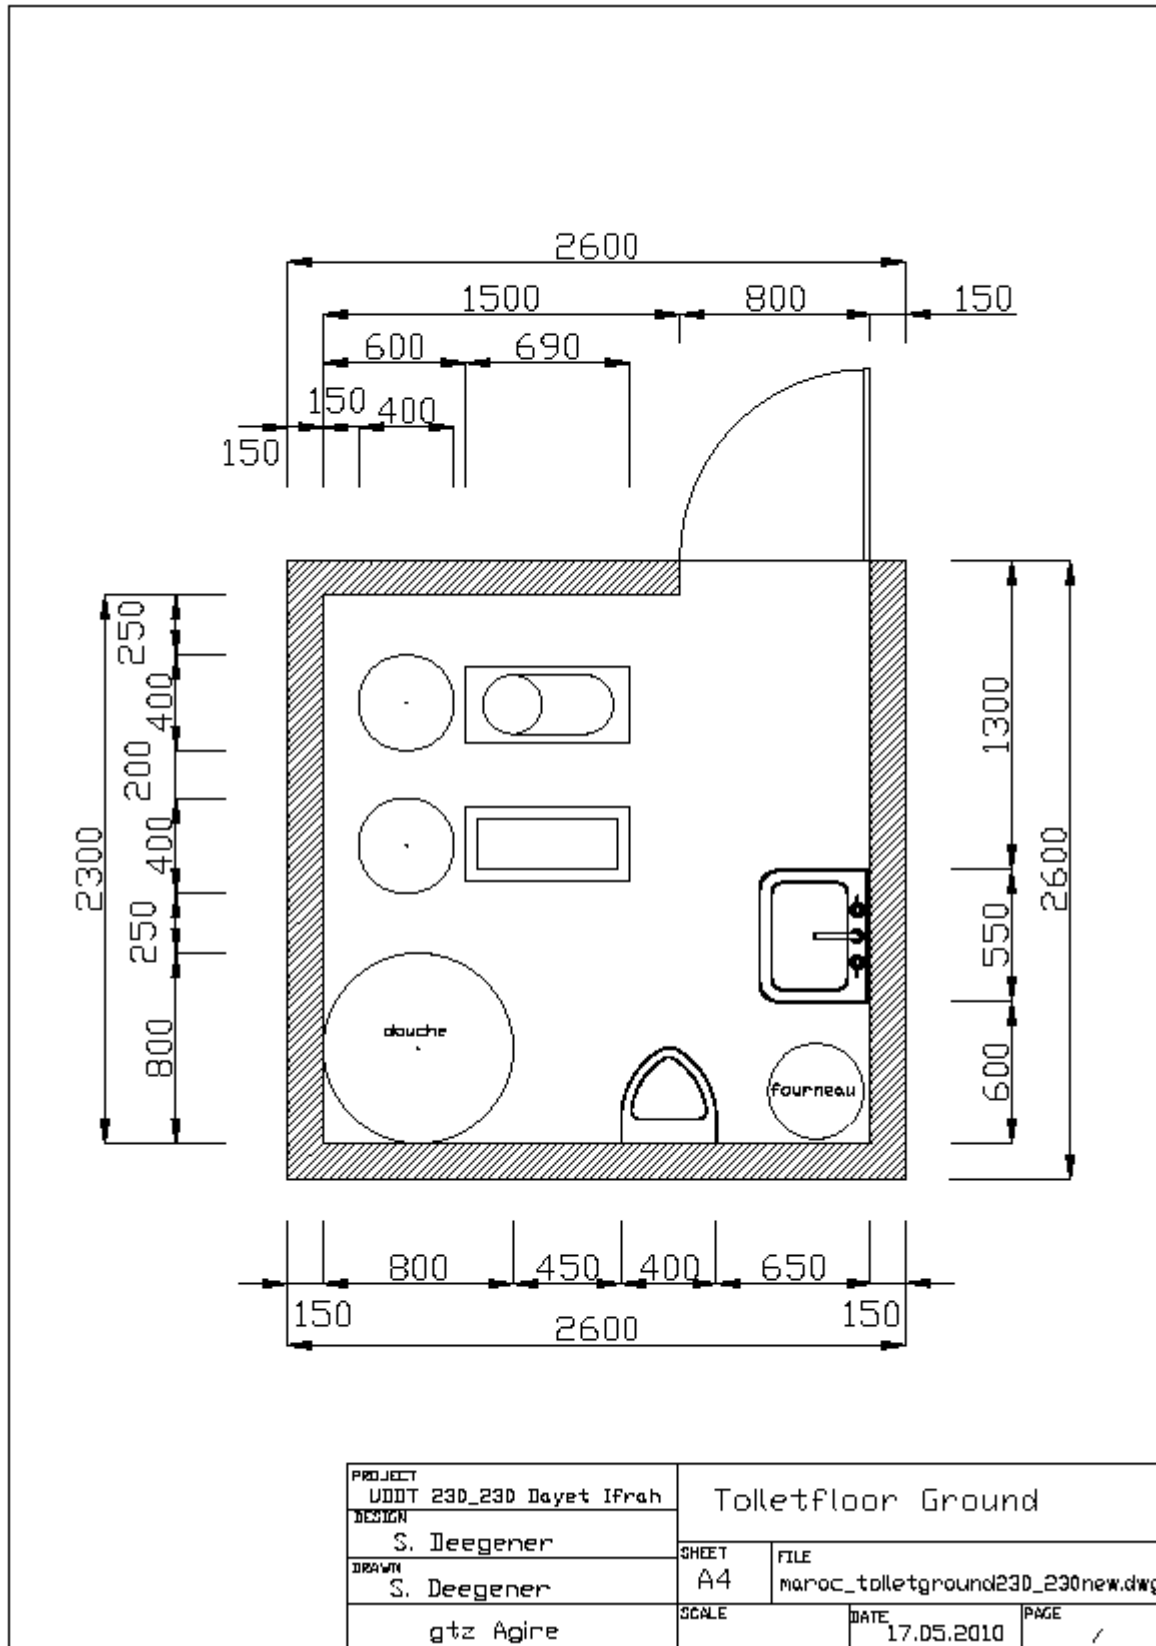 2600
1500 800 150
600 690
150 400
150
250
400
200
400
250
800
2300
1300
550
600
2600
douche
fourneau
800 450 400 650
150 150
2600
PROJECT
UDDT 230_230 Dayet Ifrah
DESIGN
S. Deegener
DRAWN
S. Deegener
gtz Agire
Toiletfloor Ground
SHEET
A4
FILE
maroc_toiletground230_230new.dwg
SCALE
DATE
17.05.2010
PAGE
/